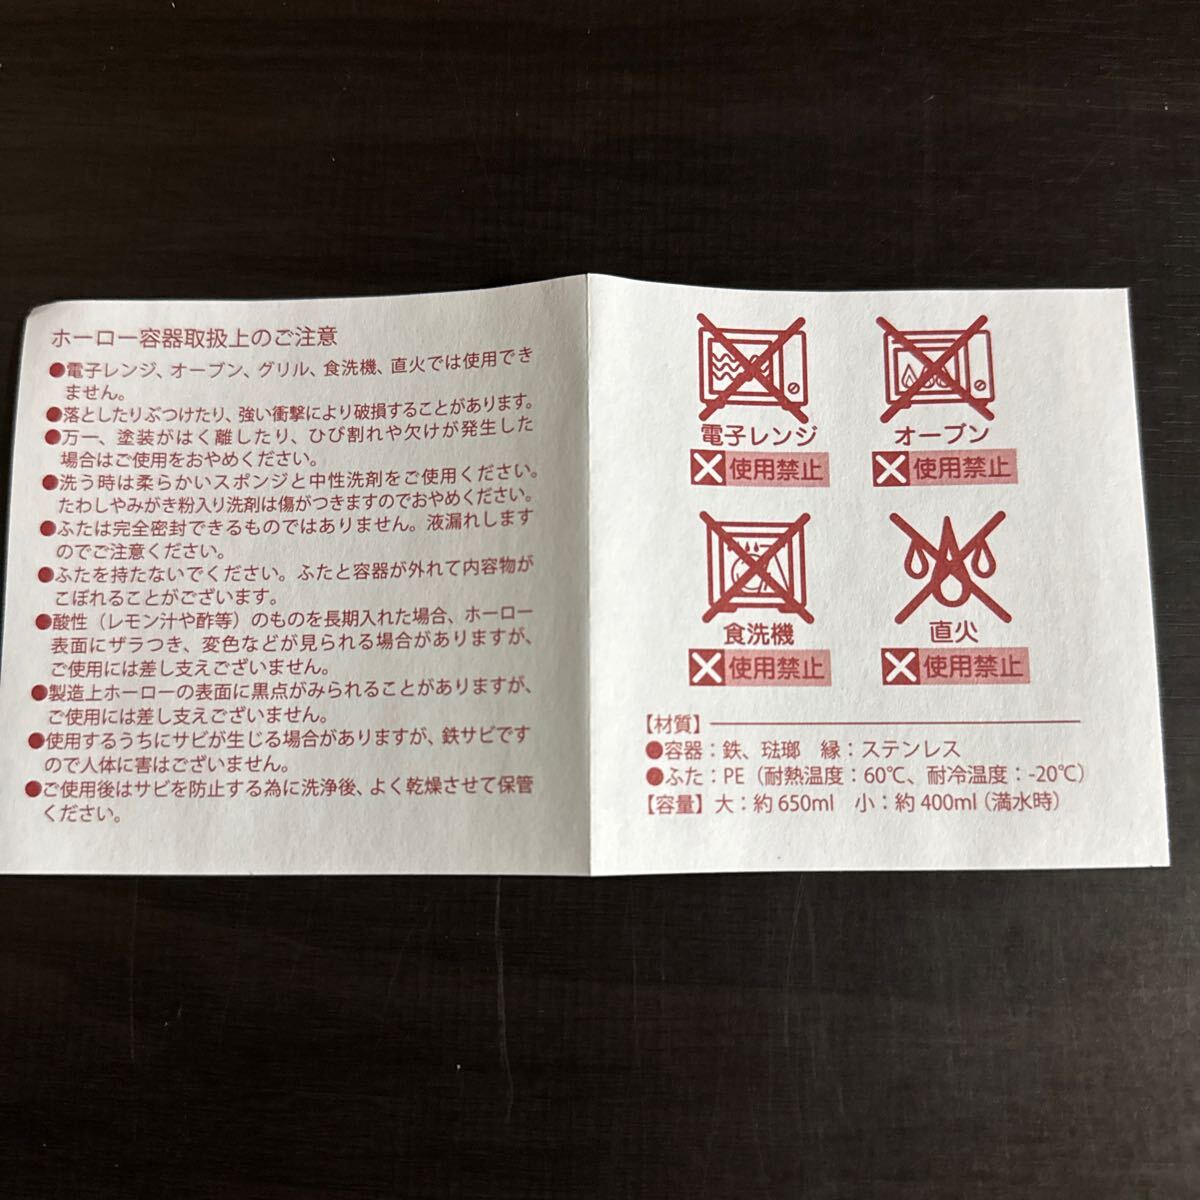 ホーロー容器取扱上のご注意
●電子レンジ、オーブン、グリル、食洗機、直火では使用でき
ません。
●落としたりぶつけたり、強い衝撃により破損することがあります。
●万一、塗装がはく離したり、ひび割れや欠けが発生した
場合はご使用をおやめください。
●洗う時は柔らかいスポンジと中性洗剤をご使用ください。
たわしやみがき粉入り洗剤は傷がつきますのでおやめください。
●ふたは完全密封できるものではありません。液漏れします
のでご注意ください。
●ふたを持たないでください。ふたと容器が外れて内容物が
こぼれることがございます。
●酸性（レモン汁や酢等）のものを長期入れた場合、ホーロー
表面にザラつき、変色などが見られる場合がありますが、
ご使用には差し支えございません。
●製造上ホーローの表面に黒点がみられることがありますが、
ご使用には差し支えございません。
●使用するうちにサビが生じる場合がありますが、鉄サビです
ので人体に害はございません。
●ご使用後はサビを防止する為に洗浄後、よく乾燥させて保管
ください。
電子レンジ
使用禁止
オーブン
使用禁止
食洗機
使用禁止
直火
使用禁止
【材質】
●容器：鉄、琺瑯　縁：ステンレス
●ふた：PE（耐熱温度：60℃、耐冷温度：-20℃）
【容量】大：約650ml　小：約400ml（満水時）